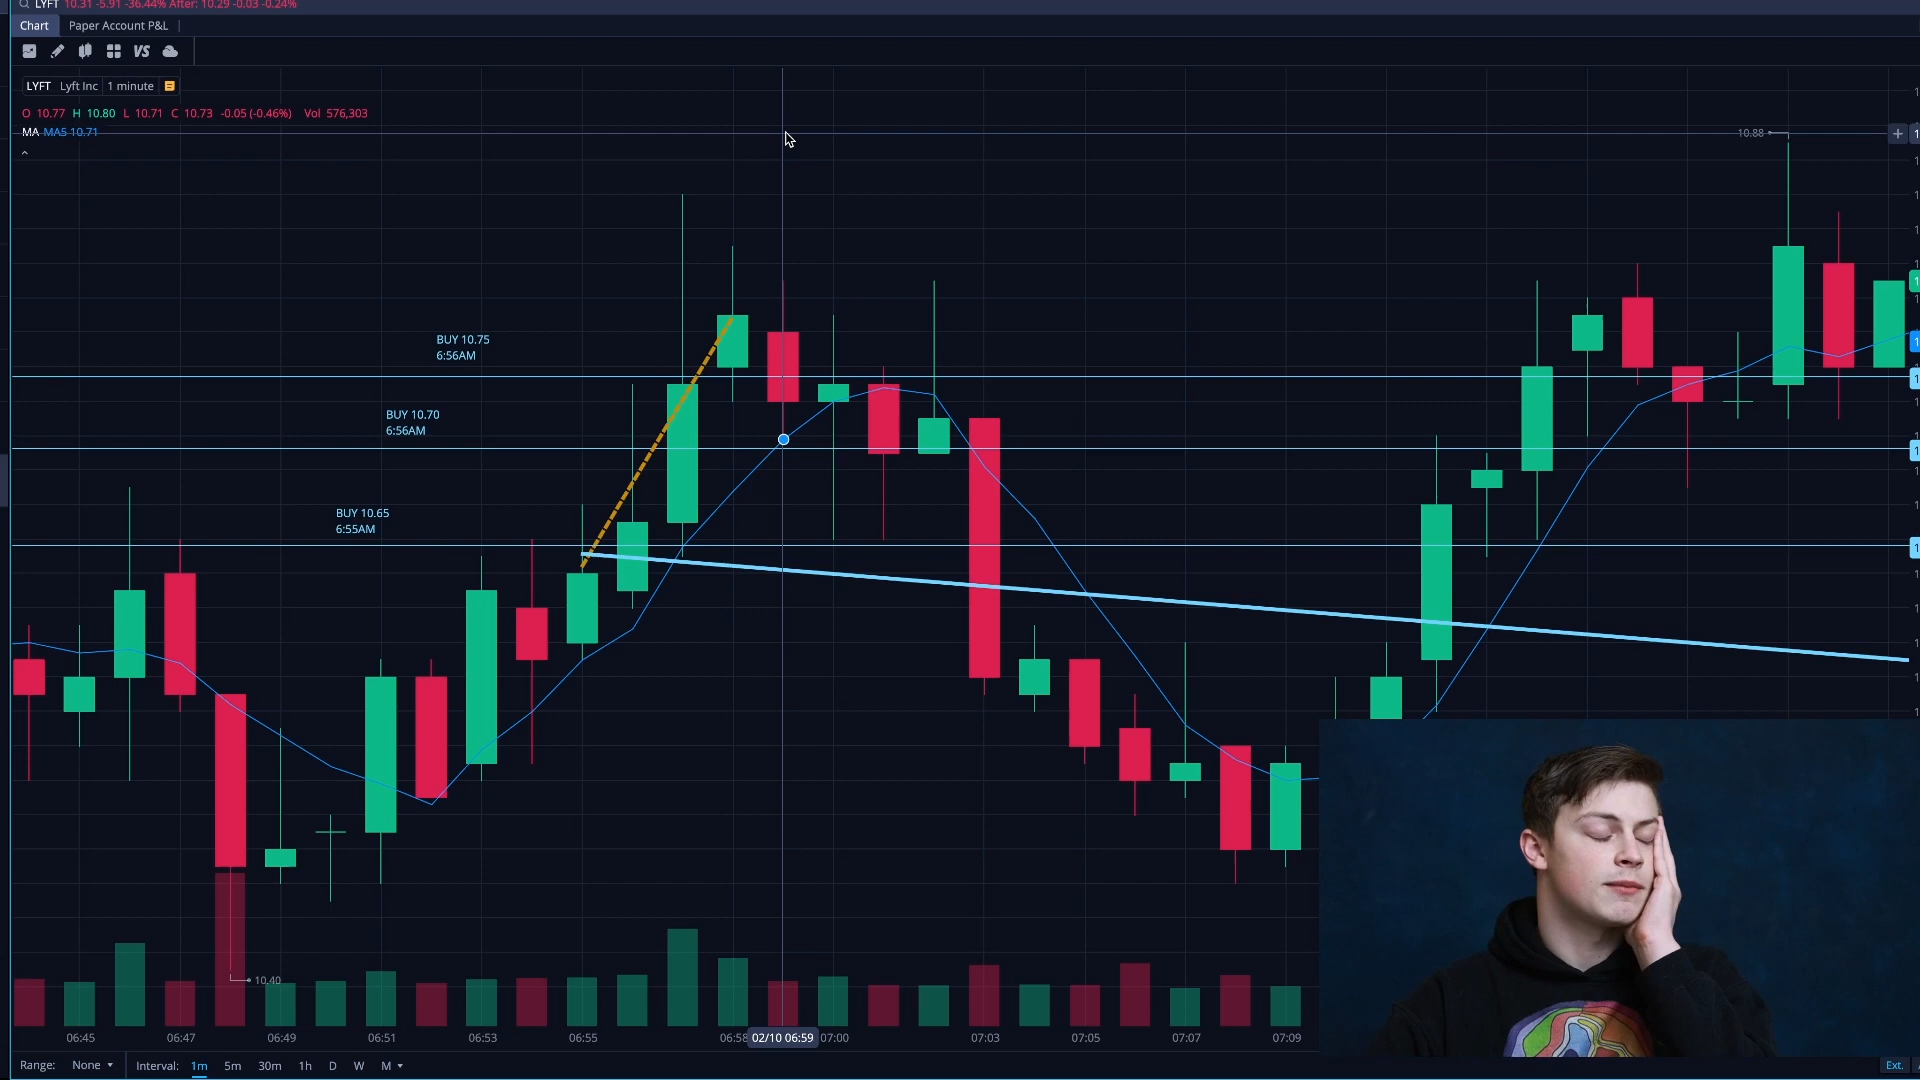 LYFT 10.31 -5.91 -36.44% After: 10.29 -0.03 -0.24%
Chart Paper Account P&L
VS
LYFT Lyft Inc 1 minute
O 10.77 H 10.80 L 10.71 C 10.73 -0.05 (-0.46%) Vol 576,303
MA MA5 10.71
10.88
BUY 10.75
6:56AM
BUY 10.70
6:56AM
BUY 10.65
6:55AM
10.40
06:45 06:47 06:49 06:51 06:53 06:55 06:58 02/10 06:59 07:00 07:03 07:05 07:07 07:09
Range: None Interval: 1m 5m 30m 1h D W M Ext.